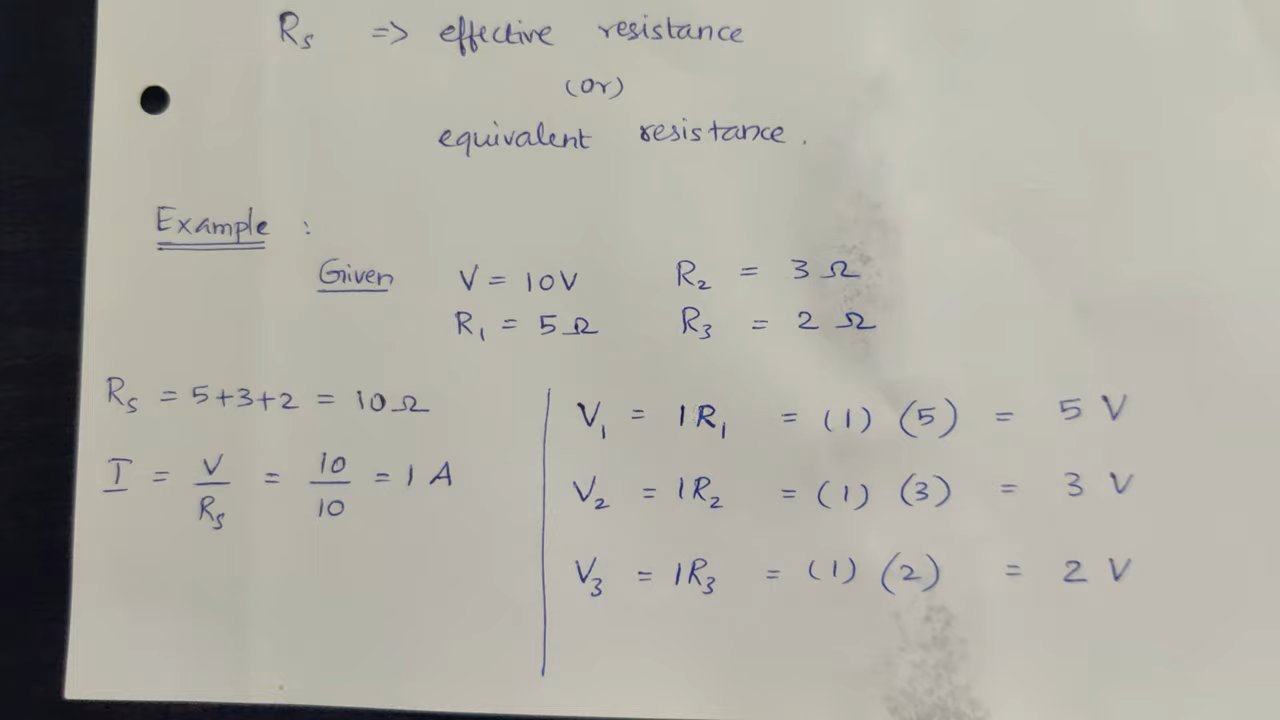 Rₛ => effective resistance
(or)
equivalent resistance.
Example :
Given V = 10V R₂ = 3 Ω
R₁ = 5 Ω R₃ = 2 Ω
Rₛ = 5+3+2 = 10 Ω
I = V/Rₛ = 10/10 = 1 A
V₁ = IR₁ = (1) (5) = 5 V
V₂ = IR₂ = (1) (3) = 3 V
V₃ = IR₃ = (1) (2) = 2 V